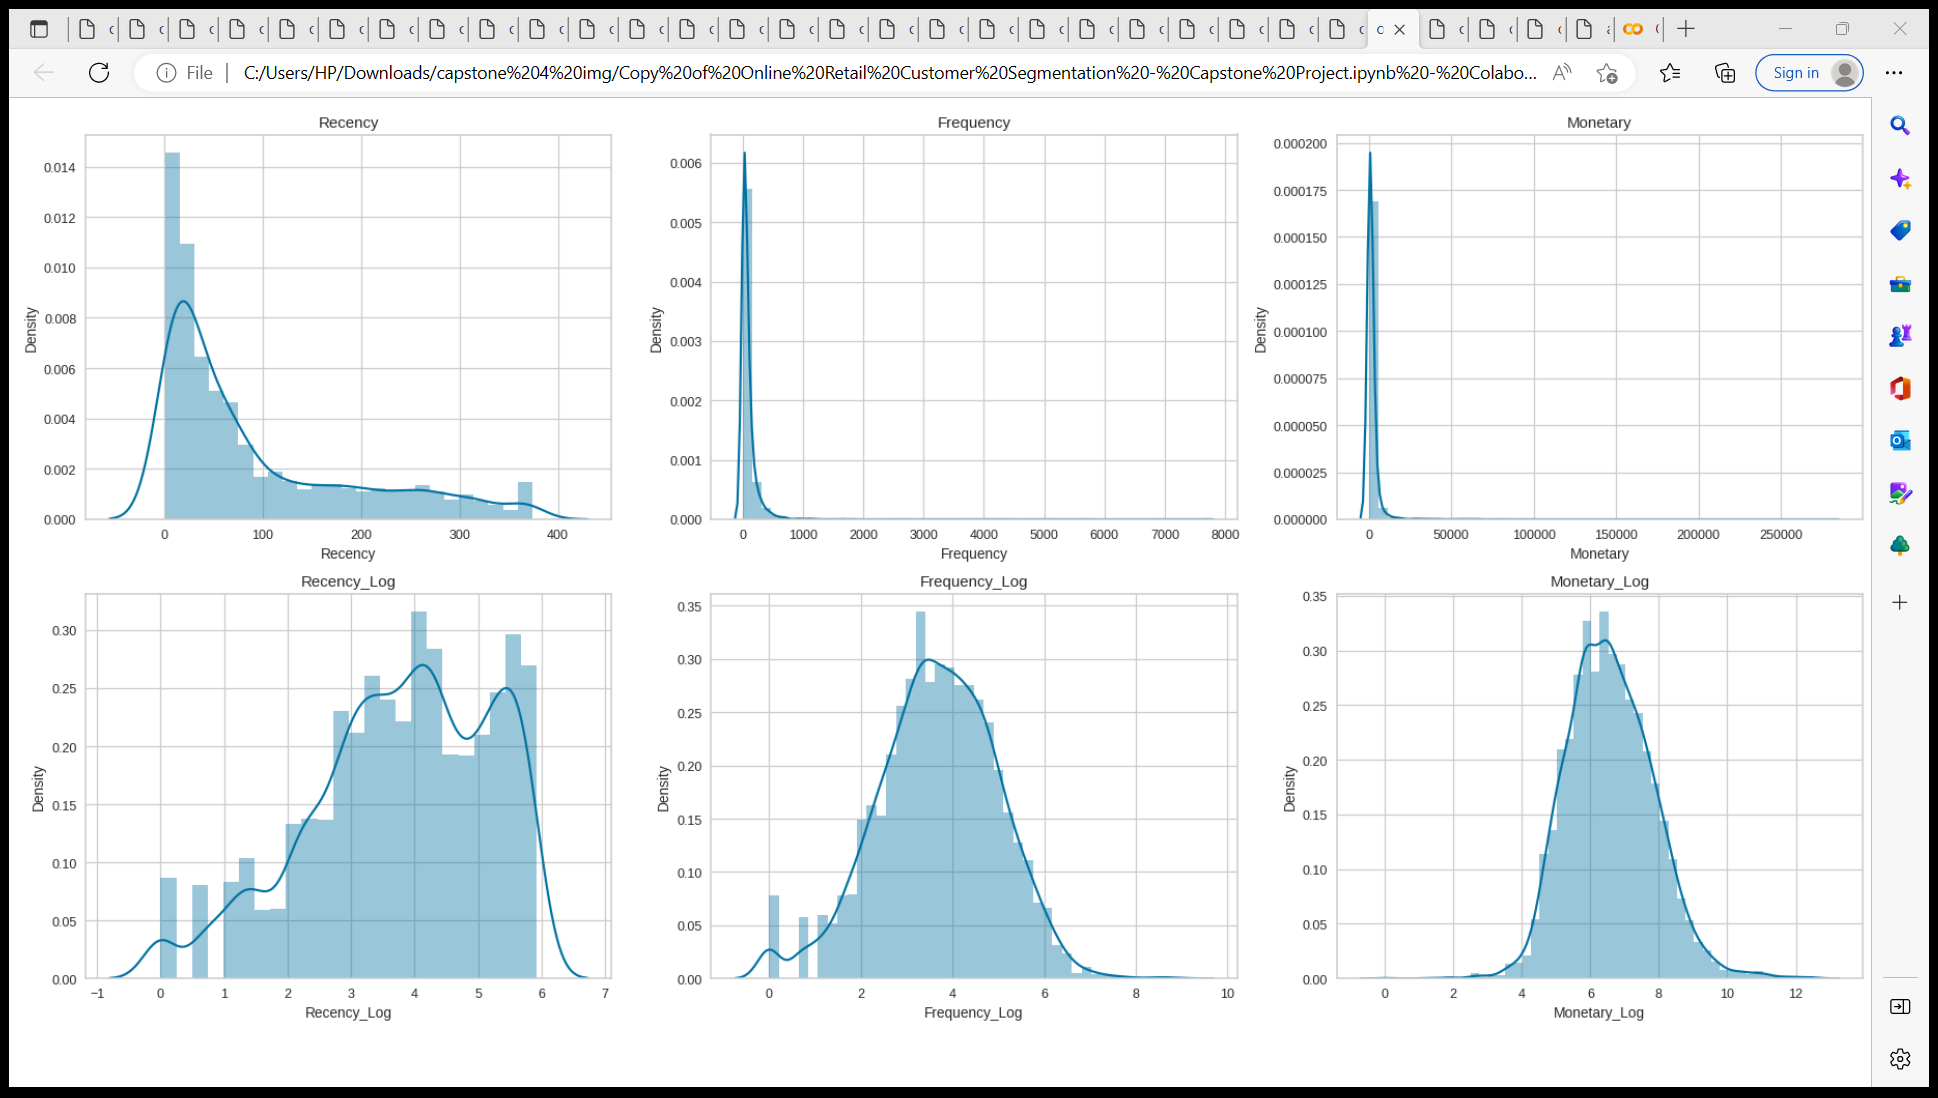 File | C:/Users/HP/Downloads/capstone%204%20img/Copy%20of%20Online%20Retail%20Customer%20Segmentation%20-%20Capstone%20Project.ipynb%20-%20Colabo... Sign in
Recency
0.014
0.012
0.010
0.008
0.006
0.004
0.002
0.000
Density
0 100 200 300 400
Recency
Frequency
0.006
0.005
0.004
0.003
0.002
0.001
0.000
Density
0 1000 2000 3000 4000 5000 6000 7000 8000
Frequency
Monetary
0.000200
0.000175
0.000150
0.000125
0.000100
0.000075
0.000050
0.000025
0.000000
Density
0 50000 100000 150000 200000 250000
Monetary
Recency_Log
0.30
0.25
0.20
0.15
0.10
0.05
0.00
Density
−1 0 1 2 3 4 5 6 7
Recency_Log
Frequency_Log
0.35
0.30
0.25
0.20
0.15
0.10
0.05
0.00
Density
0 2 4 6 8 10
Frequency_Log
Monetary_Log
0.35
0.30
0.25
0.20
0.15
0.10
0.05
0.00
Density
0 2 4 6 8 10 12
Monetary_Log